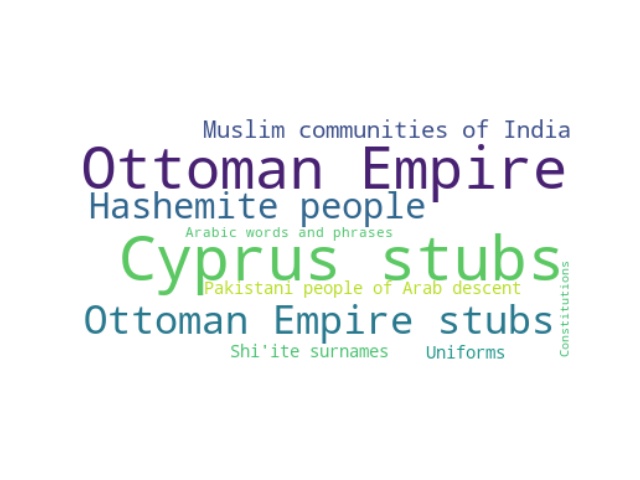 Muslim communities of India
Ottoman Empire
Hashemite people
Arabic words and phrases
Cyprus stubs
Pakistani people of Arab descent
Constitutions
Ottoman Empire stubs
Shi'ite surnames
Uniforms